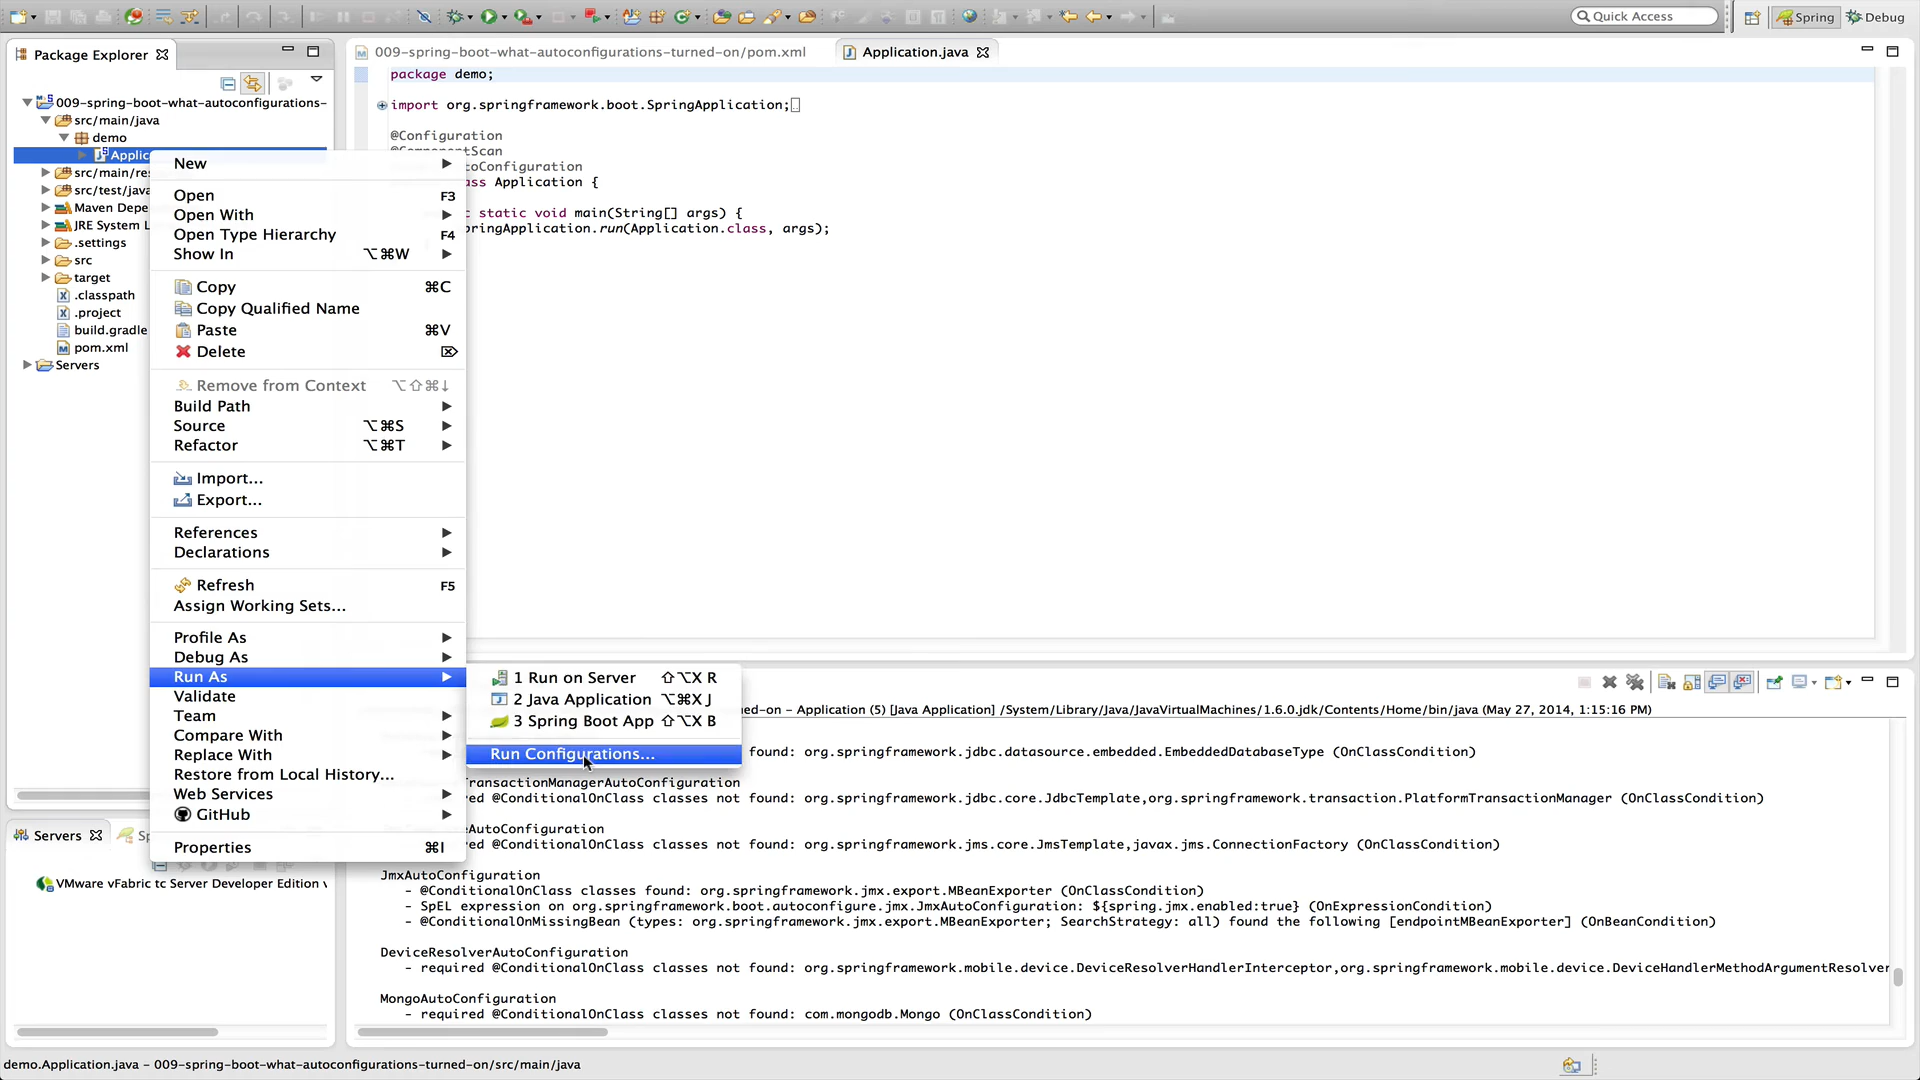 Quick Access
Spring
Debug
Package Explorer
009-spring-boot-what-autoconfigurations-turned-on/pom.xml
Application.java
009-spring-boot-what-autoconfigurations-
src/main/java
demo
Applic
src/main/res
src/test/java
Maven Depe
JRE System L
.settings
src
target
.classpath
.project
build.gradle
pom.xml
Servers
package demo;
import org.springframework.boot.SpringApplication;
@Configuration
@ComponentScan
toConfiguration
ass Application {
c static void main(String[] args) {
pringApplication.run(Application.class, args);
New
Open F3
Open With
Open Type Hierarchy F4
Show In ⌥⌘W
Copy ⌘C
Copy Qualified Name
Paste ⌘V
Delete ⌦
Remove from Context ⌥⇧⌘↓
Build Path
Source ⌥⌘S
Refactor ⌥⌘T
Import...
Export...
References
Declarations
Refresh F5
Assign Working Sets...
Profile As
Debug As
Run As
Validate
Team
Compare With
Replace With
Restore from Local History...
Web Services
GitHub
Properties ⌘I
1 Run on Server ⇧⌥X R
2 Java Application ⌥⌘X J
3 Spring Boot App ⇧⌥X B
Run Configurations...
ned-on - Application (5) [Java Application] /System/Library/Java/JavaVirtualMachines/1.6.0.jdk/Contents/Home/bin/java (May 27, 2014, 1:15:16 PM)
found: org.springframework.jdbc.datasource.embedded.EmbeddedDatabaseType (OnClassCondition)
TransactionManagerAutoConfiguration
red @ConditionalOnClass classes not found: org.springframework.jdbc.core.JdbcTemplate,org.springframework.transaction.PlatformTransactionManager (OnClassCondition)
eAutoConfiguration
red @ConditionalOnClass classes not found: org.springframework.jms.core.JmsTemplate,javax.jms.ConnectionFactory (OnClassCondition)
JmxAutoConfiguration
- @ConditionalOnClass classes found: org.springframework.jmx.export.MBeanExporter (OnClassCondition)
- SpEL expression on org.springframework.boot.autoconfigure.jmx.JmxAutoConfiguration: ${spring.jmx.enabled:true} (OnExpressionCondition)
- @ConditionalOnMissingBean (types: org.springframework.jmx.export.MBeanExporter; SearchStrategy: all) found the following [endpointMBeanExporter] (OnBeanCondition)
DeviceResolverAutoConfiguration
- required @ConditionalOnClass classes not found: org.springframework.mobile.device.DeviceResolverHandlerInterceptor,org.springframework.mobile.device.DeviceHandlerMethodArgumentResolver
MongoAutoConfiguration
- required @ConditionalOnClass classes not found: com.mongodb.Mongo (OnClassCondition)
Servers
Sp
VMware vFabric tc Server Developer Edition v
demo.Application.java - 009-spring-boot-what-autoconfigurations-turned-on/src/main/java